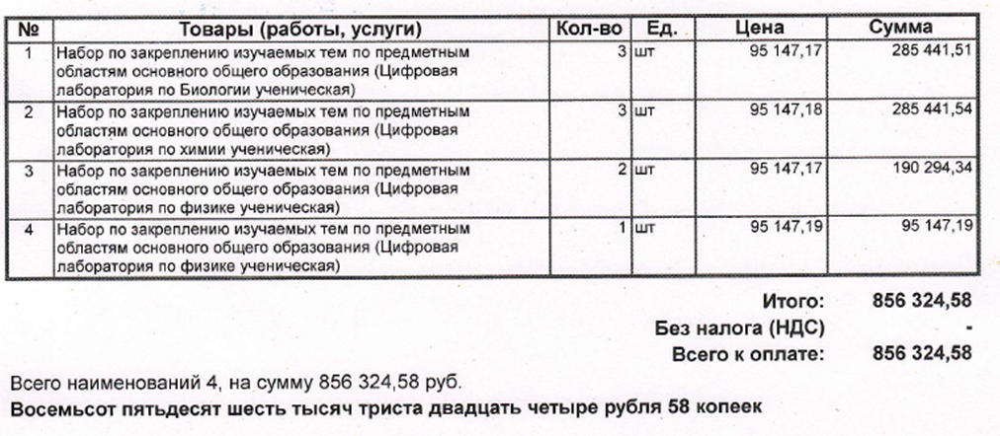 № Товары (работы, услуги) Кол-во Ед. Цена Сумма
1 Набор по закреплению изучаемых тем по предметным 3 шт 95 147,17 285 441,51
областям основного общего образования (Цифровая
лаборатория по Биологии ученическая)
2 Набор по закреплению изучаемых тем по предметным 3 шт 95 147,18 285 441,54
областям основного общего образования (Цифровая
лаборатория по химии ученическая)
3 Набор по закреплению изучаемых тем по предметным 2 шт 95 147,17 190 294,34
областям основного общего образования (Цифровая
лаборатория по физике ученическая)
4 Набор по закреплению изучаемых тем по предметным 1 шт 95 147,19 95 147,19
областям основного общего образования (Цифровая
лаборатория по физике ученическая)
Итого: 856 324,58
Без налога (НДС) -
Всего к оплате: 856 324,58
Всего наименований 4, на сумму 856 324,58 руб.
Восемьсот пятьдесят шесть тысяч триста двадцать четыре рубля 58 копеек